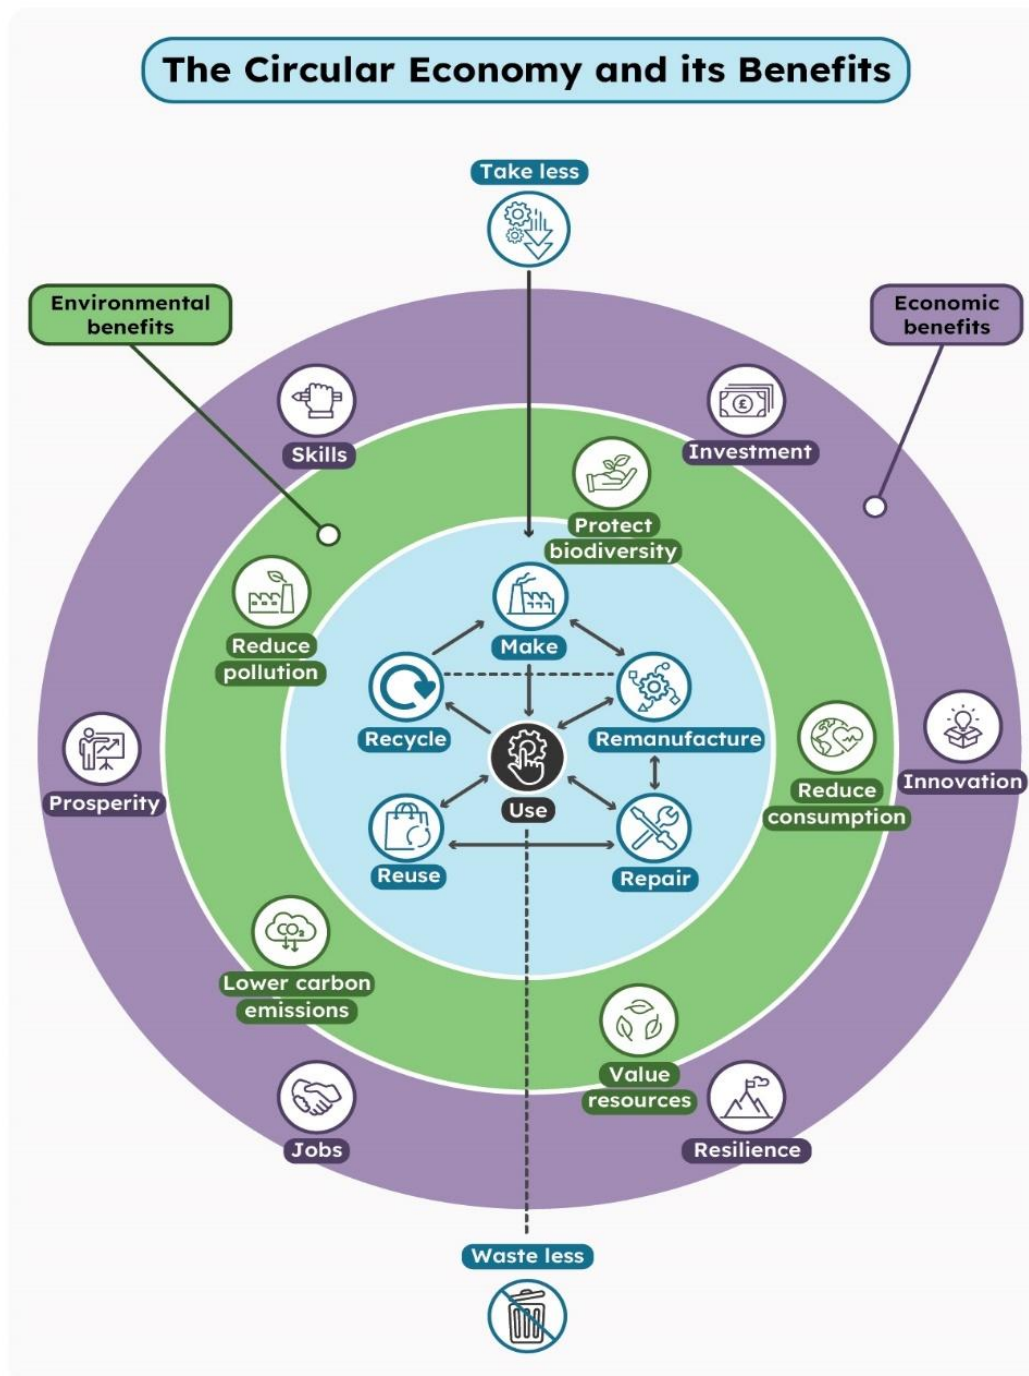 The Circular Economy and its Benefits
Take less
Environmental
benefits
Economic
benefits
Skills
£
Investment
Protect
biodiversity
Reduce
pollution
Make
Recycle
Remanufacture
Prosperity
Innovation
Reduce
consumption
Use
Reuse
Repair
CO2
Lower carbon
emissions
Value
resources
Jobs
Resilience
Waste less